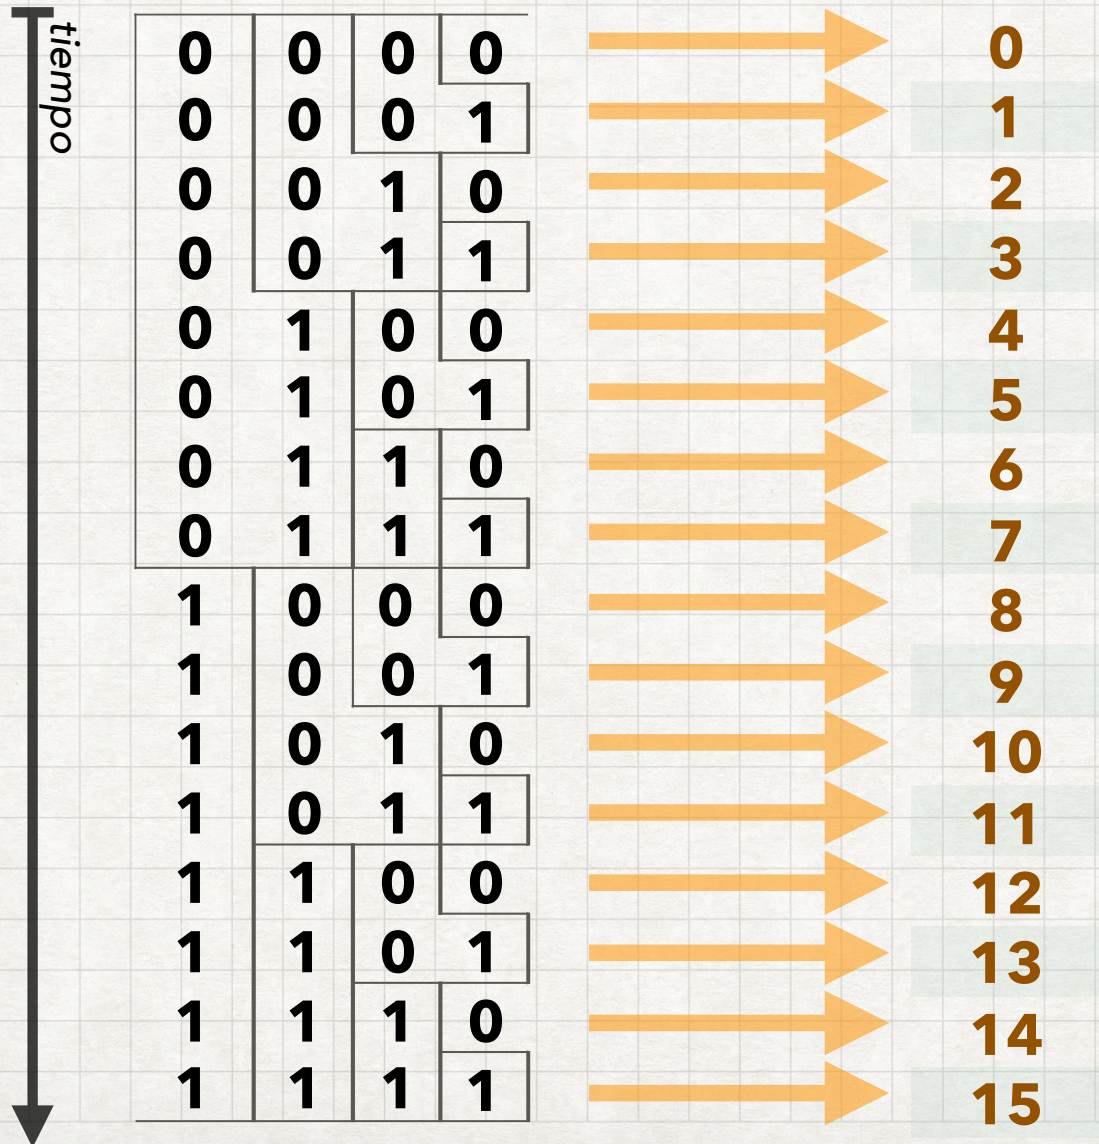 tiempo
0 0 0 0 0
0 0 0 1 1
0 0 1 0 2
0 0 1 1 3
0 1 0 0 4
0 1 0 1 5
0 1 1 0 6
0 1 1 1 7
1 0 0 0 8
1 0 0 1 9
1 0 1 0 10
1 0 1 1 11
1 1 0 0 12
1 1 0 1 13
1 1 1 0 14
1 1 1 1 15